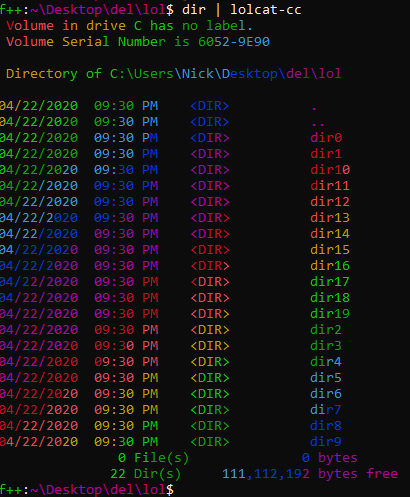 f++:~\Desktop\del\lol$ dir | lolcat-cc
Volume in drive C has no label.
Volume Serial Number is 6052-9E90
Directory of C:\Users\Nick\Desktop\del\lol
04/22/2020  09:30 PM    <DIR>          .
04/22/2020  09:30 PM    <DIR>          ..
04/22/2020  09:30 PM    <DIR>          dir0
04/22/2020  09:30 PM    <DIR>          dir1
04/22/2020  09:30 PM    <DIR>          dir10
04/22/2020  09:30 PM    <DIR>          dir11
04/22/2020  09:30 PM    <DIR>          dir12
04/22/2020  09:30 PM    <DIR>          dir13
04/22/2020  09:30 PM    <DIR>          dir14
04/22/2020  09:30 PM    <DIR>          dir15
04/22/2020  09:30 PM    <DIR>          dir16
04/22/2020  09:30 PM    <DIR>          dir17
04/22/2020  09:30 PM    <DIR>          dir18
04/22/2020  09:30 PM    <DIR>          dir19
04/22/2020  09:30 PM    <DIR>          dir2
04/22/2020  09:30 PM    <DIR>          dir3
04/22/2020  09:30 PM    <DIR>          dir4
04/22/2020  09:30 PM    <DIR>          dir5
04/22/2020  09:30 PM    <DIR>          dir6
04/22/2020  09:30 PM    <DIR>          dir7
04/22/2020  09:30 PM    <DIR>          dir8
04/22/2020  09:30 PM    <DIR>          dir9
0 File(s)              0 bytes
22 Dir(s)     111,112,192 bytes free
f++:~\Desktop\del\lol$